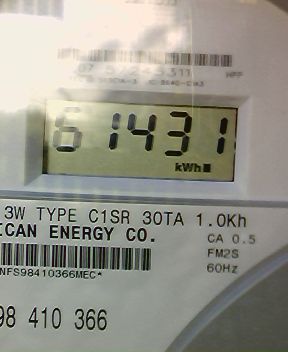 61431
kWh
3W TYPE C1SR 30TA 1.0Kh
ICAN ENERGY CO.
CA 0.5
FM2S
60Hz
NFS98410366MEC*
98 410 366